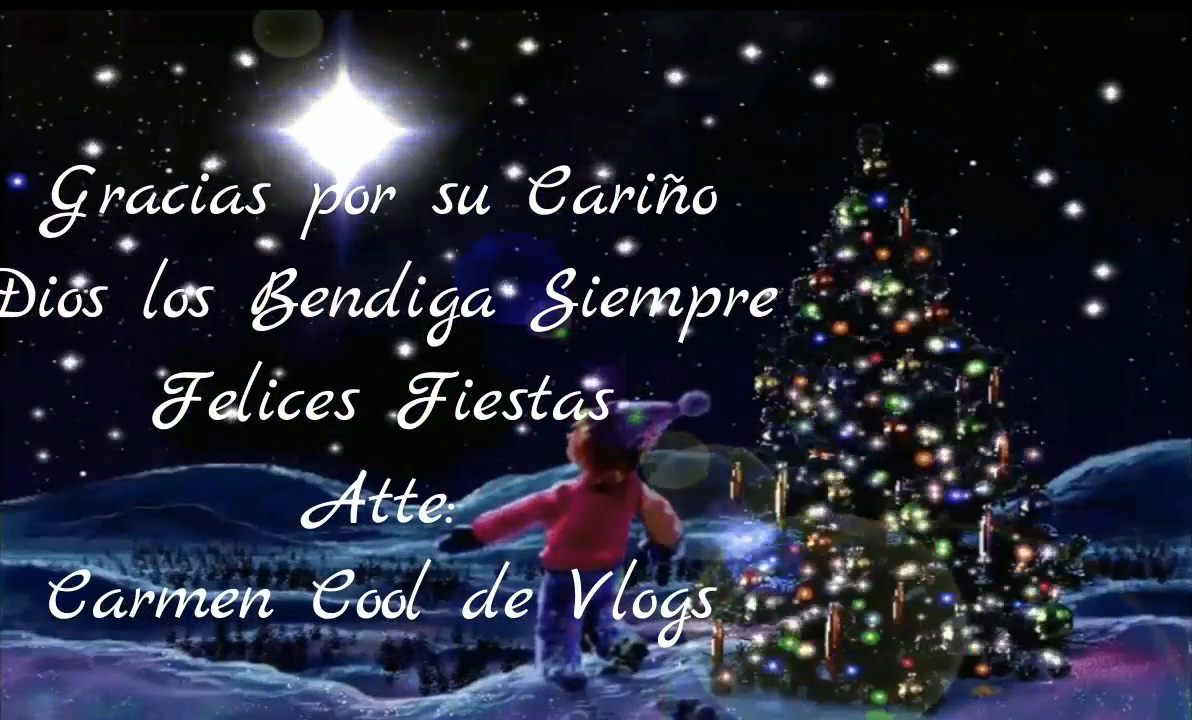 Gracias por su Cariño
Dios los Bendiga Siempre
Felices Fiestas
Atte:
Carmen Cool de Vlogs